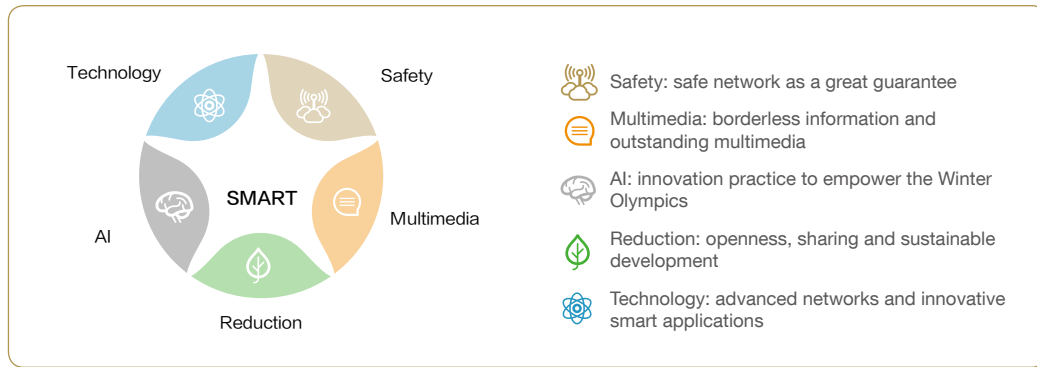 Technology
Safety
SMART
AI
Multimedia
Reduction
Safety: safe network as a great guarantee
Multimedia: borderless information and
outstanding multimedia
AI: innovation practice to empower the Winter
Olympics
Reduction: openness, sharing and sustainable
development
Technology: advanced networks and innovative
smart applications